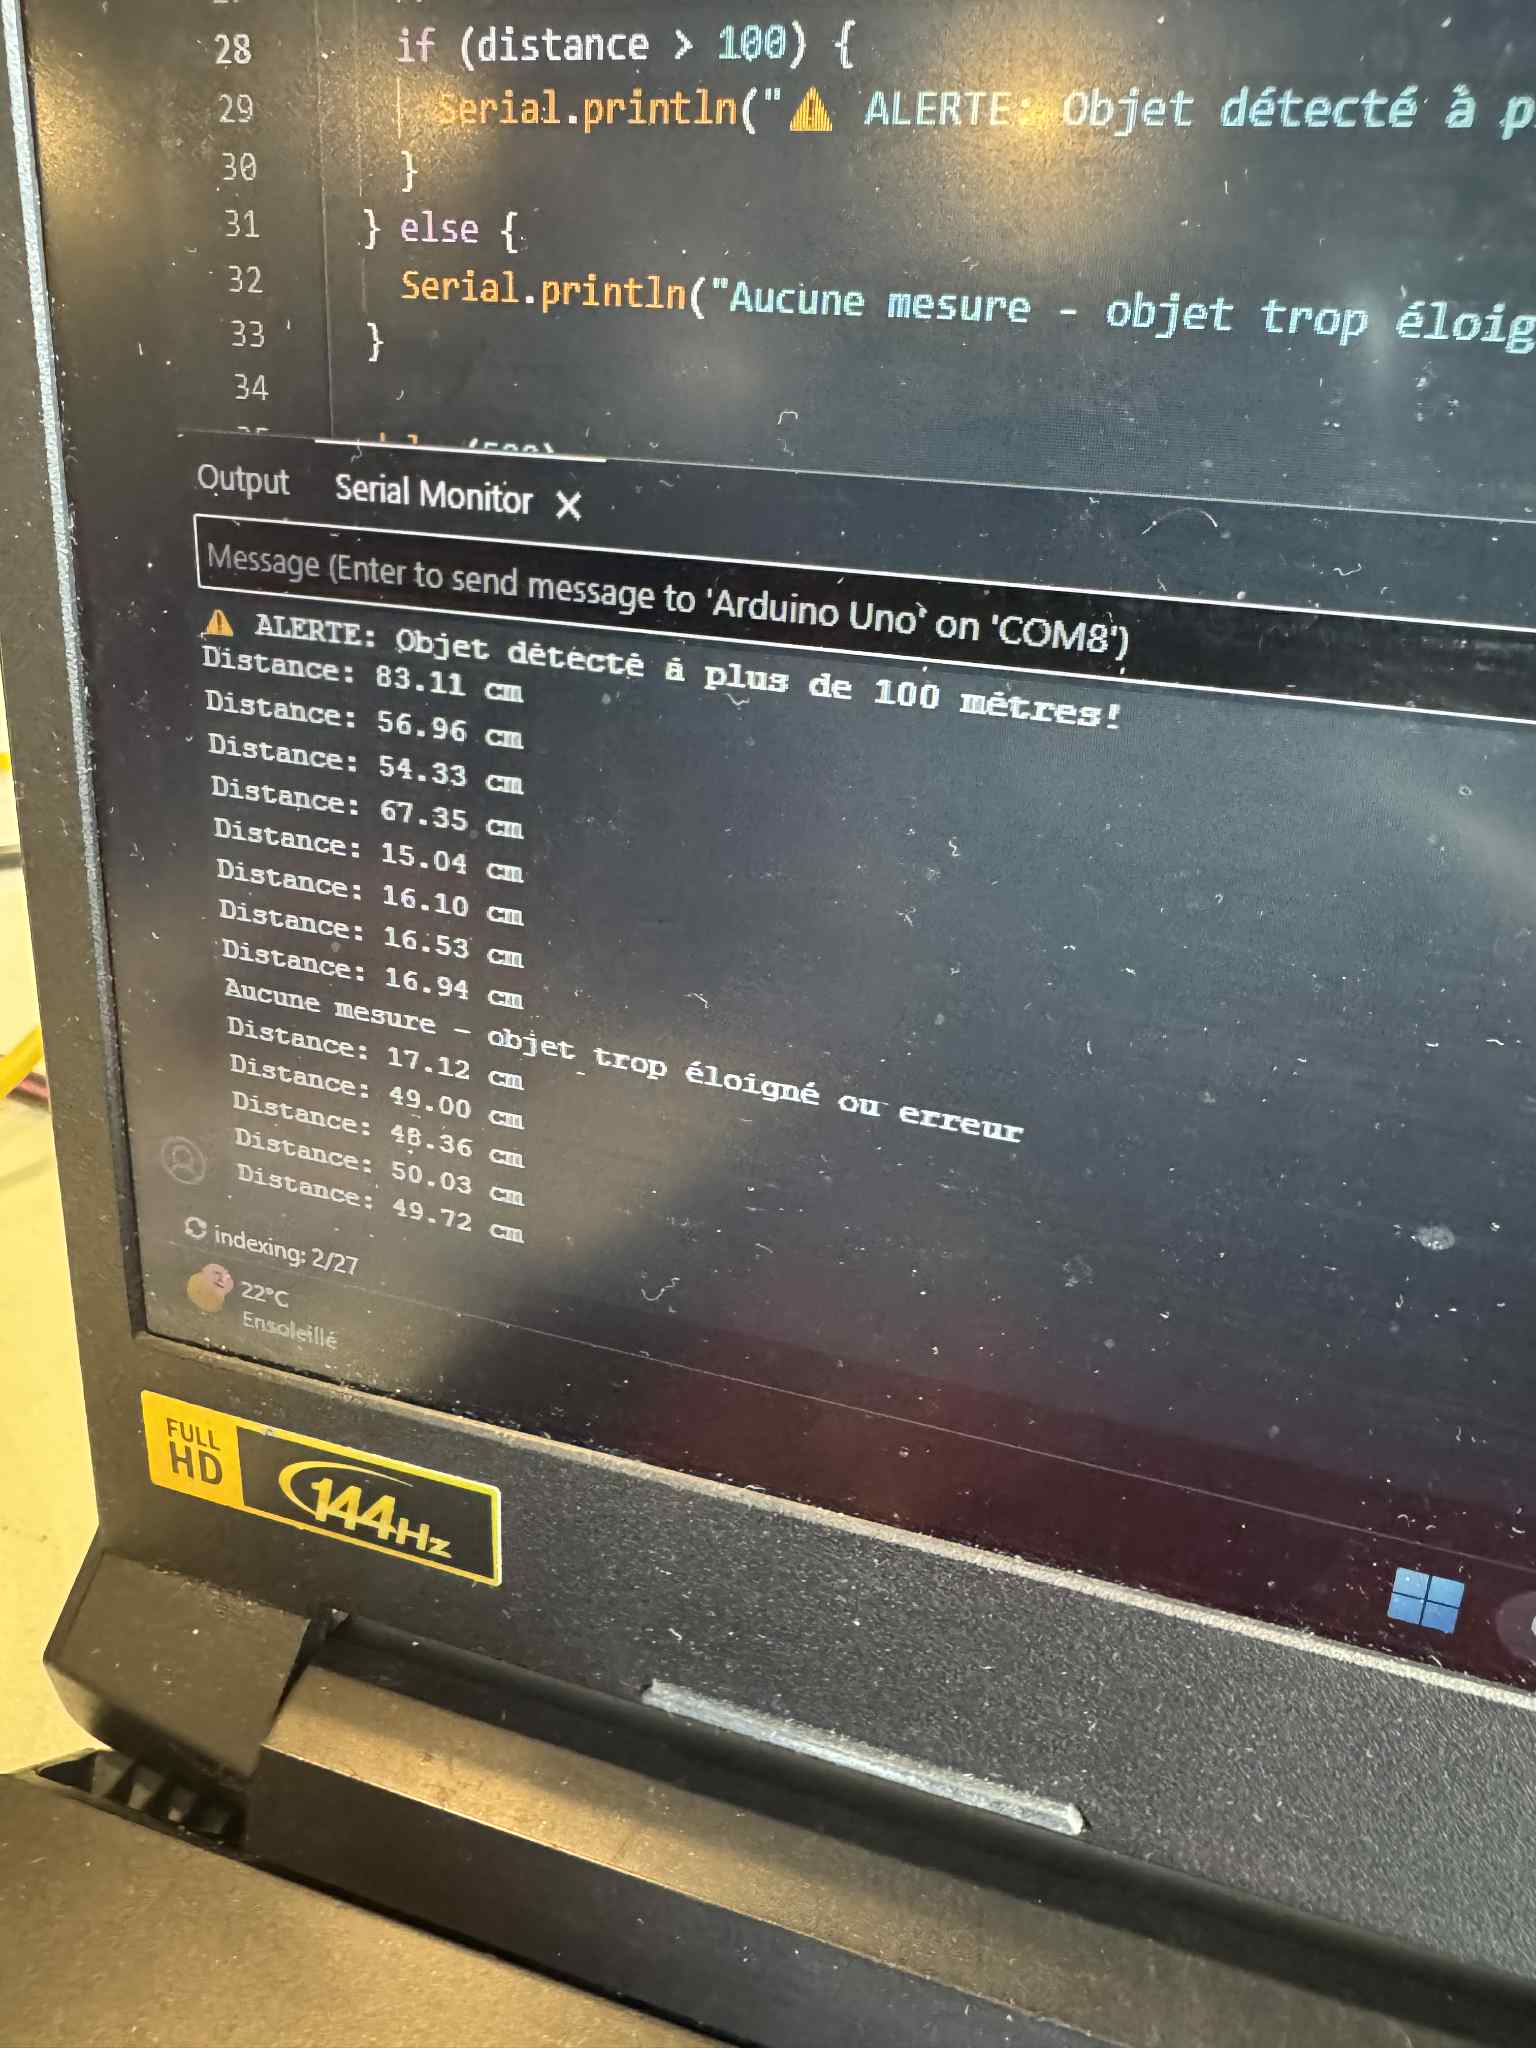 28 if (distance > 100) {
29 Serial.println("⚠ ALERTE: Objet détecté à p
30 }
31 } else {
32 Serial.println("Aucune mesure - objet trop éloig
33 }
34
Output Serial Monitor X
Message (Enter to send message to 'Arduino Uno' on 'COM8')
⚠ ALERTE: Objet détecté à plus de 100 mètres!
Distance: 83.11 cm
Distance: 56.96 cm
Distance: 54.33 cm
Distance: 67.35 cm
Distance: 15.04 cm
Distance: 16.10 cm
Distance: 16.53 cm
Distance: 16.94 cm
Aucune mesure - objet trop éloigné ou erreur
Distance: 17.12 cm
Distance: 49.00 cm
Distance: 48.36 cm
Distance: 50.03 cm
Distance: 49.72 cm
indexing: 2/27
22°C
Ensoleillé
FULL
HD
144Hz